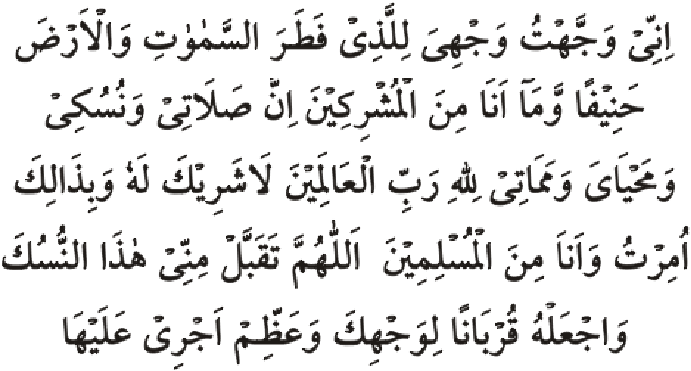 اِنِّيْ وَجَّهْتُ وَجْهِيَ لِلَّذِيْ فَطَرَ السَّمٰوٰتِ وَالْاَرْضَ
حَنِيْفًا وَّمَآ اَنَا مِنَ الْمُشْرِكِيْنَ اِنَّ صَلَاتِيْ وَنُسُكِيْ
وَمَحْيَايَ وَمَمَاتِيْ لِلّٰهِ رَبِّ الْعَالَمِيْنَ لَاشَرِيْكَ لَهٗ وَبِذَالِكَ
اُمِرْتُ وَاَنَا مِنَ الْمُسْلِمِيْنَ اَللّٰهُمَّ تَقَبَّلْ مِنِّيْ هٰذَا النُّسُكَ
وَاجْعَلْهُ قُرْبَانًا لِوَجْهِكَ وَعَظِّمْ اَجْرِيْ عَلَيْهَا